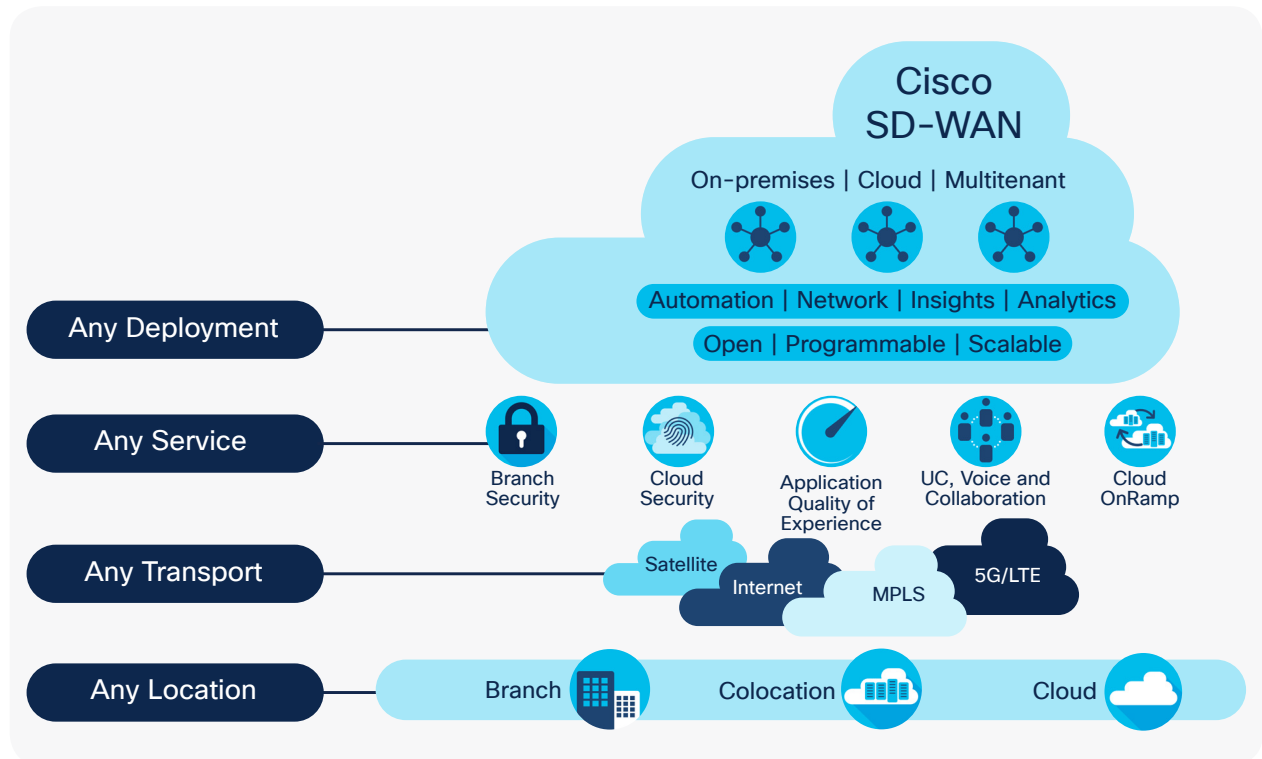 Cisco
SD-WAN
On-premises | Cloud | Multitenant
Automation | Network | Insights | Analytics
Any Deployment
Open | Programmable | Scalable
Any Service
Branch
Security
Cloud
Security
Application
Quality of
Experience
UC, Voice and
Collaboration
Cloud
OnRamp
Any Transport
Satellite
Internet
MPLS
5G/LTE
Any Location
Branch
Colocation
Cloud